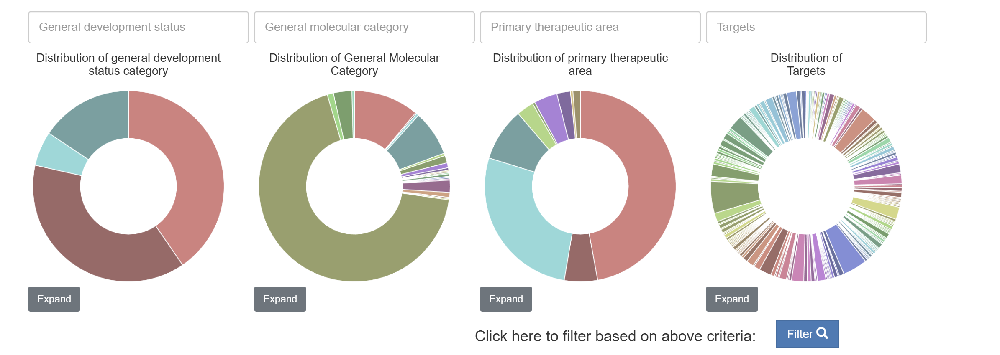 General development status
General molecular category
Primary therapeutic area
Targets
Distribution of general development
status category
Distribution of General Molecular
Category
Distribution of primary therapeutic
area
Distribution of
Targets
Expand
Expand
Expand
Expand
Click here to filter based on above criteria:
Filter